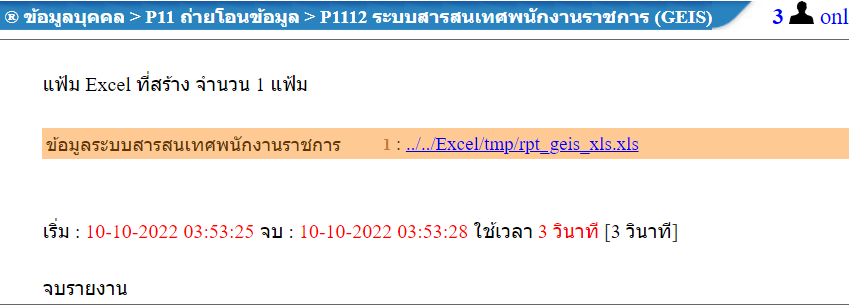 ® ข้อมูลบุคคล > P11 ถ่ายโอนข้อมูล > P1112 ระบบสารสนเทศพนักงานราชการ (GEIS) 3 onl
แฟ้ม Excel ที่สร้าง จำนวน 1 แฟ้ม
ข้อมูลระบบสารสนเทศพนักงานราชการ 1 : ../../Excel/tmp/rpt_geis_xls.xls
เริ่ม : 10-10-2022 03:53:25 จบ : 10-10-2022 03:53:28 ใช้เวลา 3 วินาที [3 วินาที]
จบรายงาน